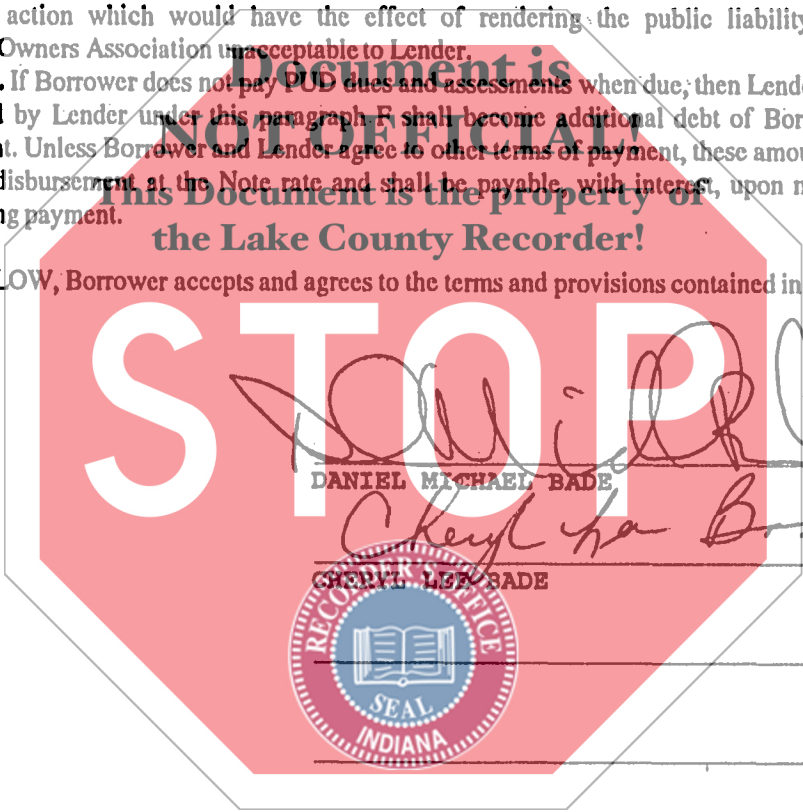 action which would have the effect of rendering the public liability
Owners Association unacceptable to Lender.
. If Borrower does not pay PUD dues and assessments when due, then Lende
by Lender under this paragraph F shall become additional debt of Bor
t. Unless Borrower and Lender agree to other terms of payment, these amou
disbursement at the Note rate and shall be payable, with interest, upon n
g payment.
Document is
NOT OFFICIAL!
This Document is the property of
the Lake County Recorder!
LOW, Borrower accepts and agrees to the terms and provisions contained in
STOP
DANIEL MICHAEL BADE
Cheryl Lee
CHERYL LEE BADE
RECORDER'S OFFICE
SEAL
INDIANA